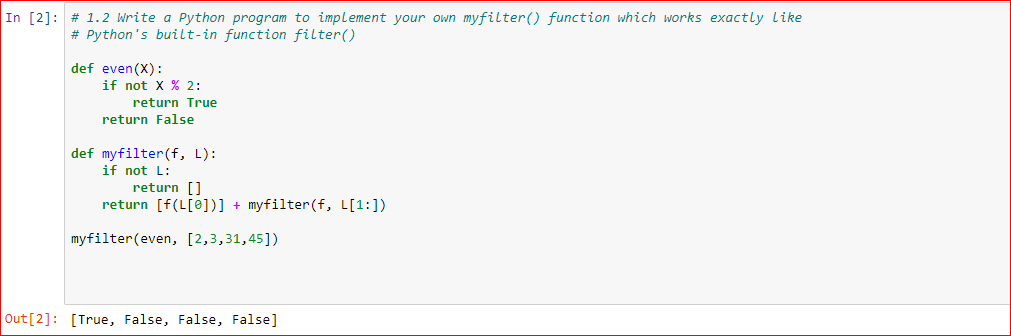 In [2]: # 1.2 Write a Python program to implement your own myfilter() function which works exactly like
# Python's built-in function filter()
def even(X):
    if not X % 2:
        return True
    return False
def myfilter(f, L):
    if not L:
        return []
    return [f(L[0])] + myfilter(f, L[1:])
myfilter(even, [2,3,31,45])
Out[2]: [True, False, False, False]